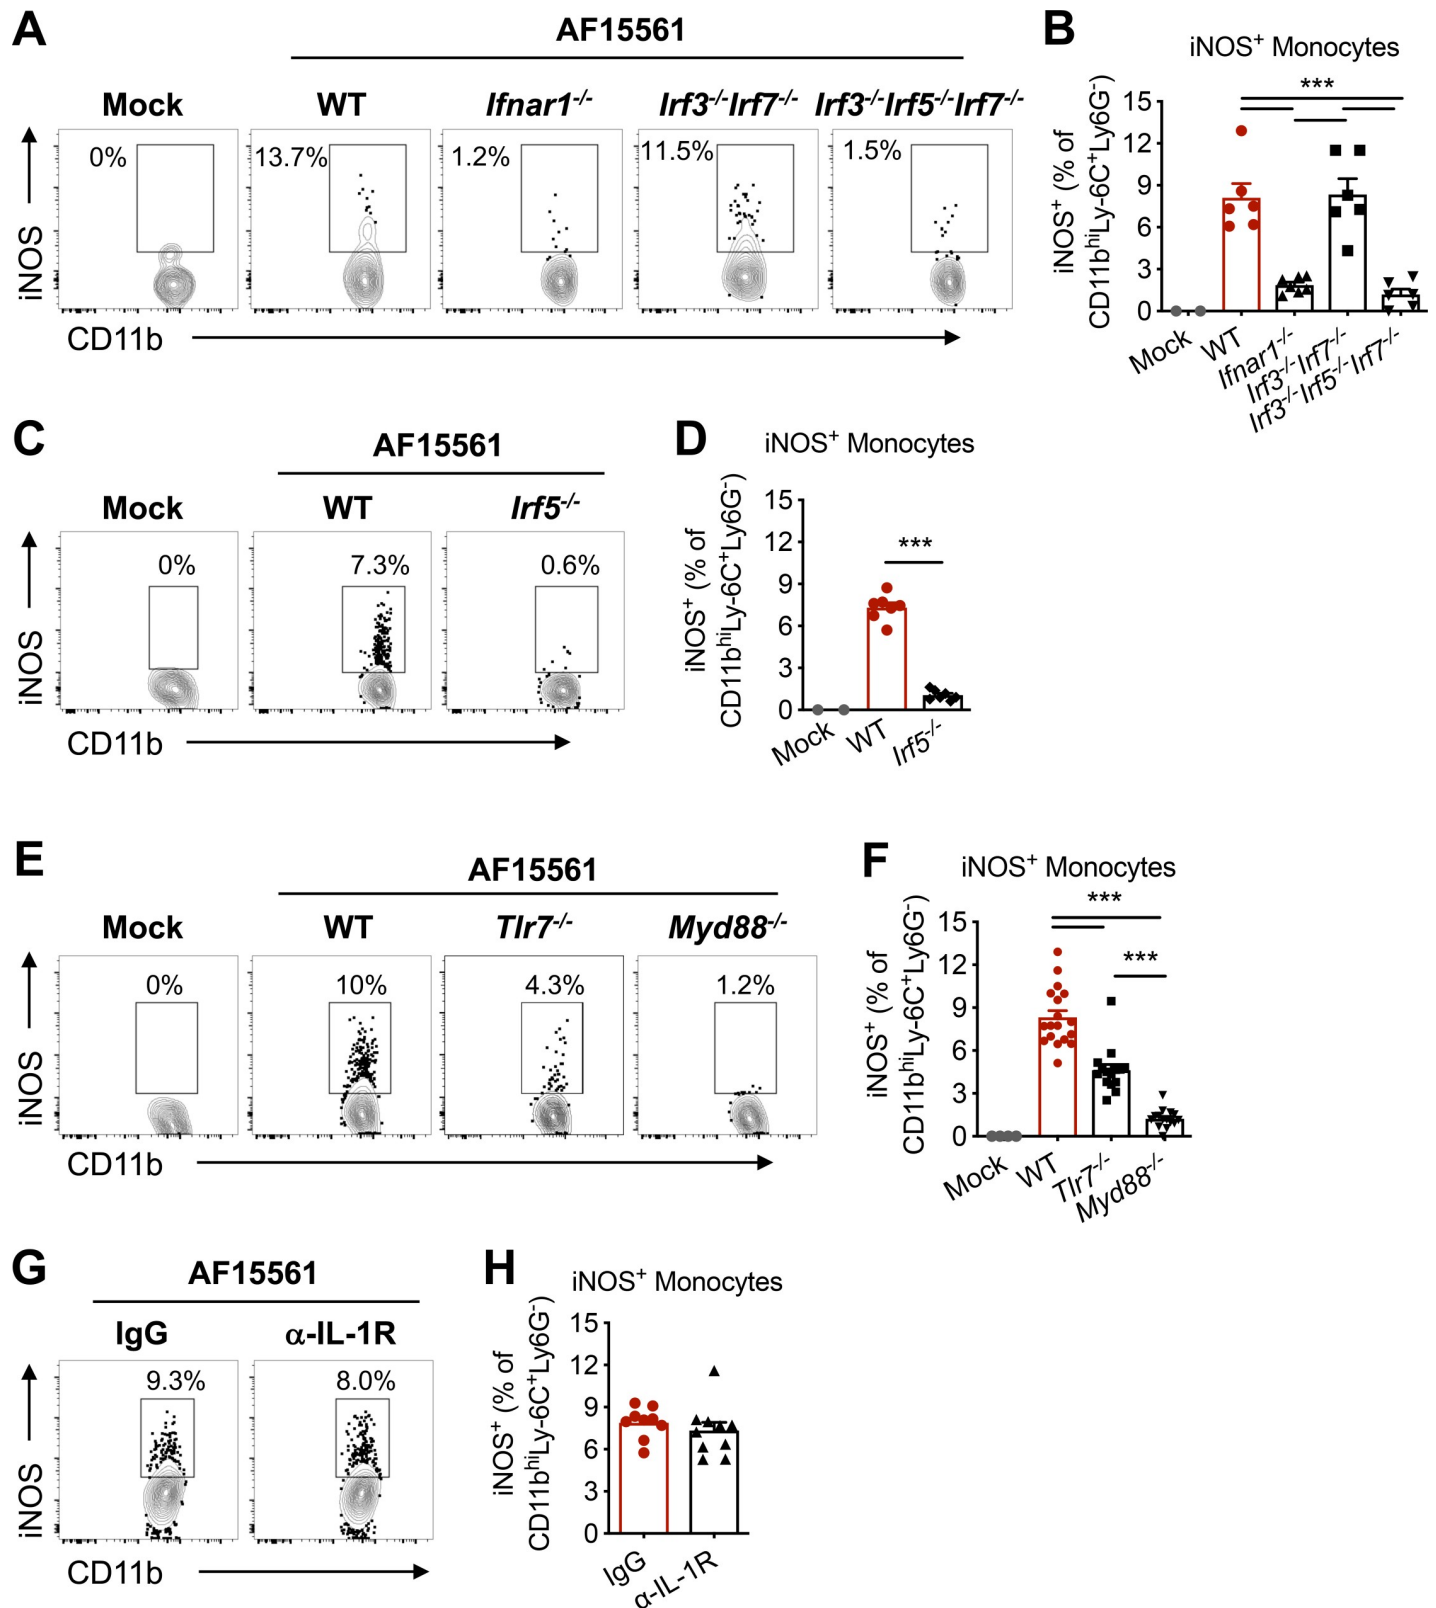 A
AF15561
Mock WT Ifnar1-/- Irf3-/-Irf7-/- Irf3-/-Irf5-/-Irf7-/-
0% 13.7% 1.2% 11.5% 1.5%
iNOS
CD11b
B
iNOS+ Monocytes
***
iNOS+ (% of
CD11bhiLy-6C+Ly6G-)
15
12
9
6
3
0
Mock WT Ifnar1-/- Irf3-/-Irf7-/- Irf3-/-Irf5-/-Irf7-/-
C
AF15561
Mock WT Irf5-/-
0% 7.3% 0.6%
iNOS
CD11b
D
iNOS+ Monocytes
***
iNOS+ (% of
CD11bhiLy-6C+Ly6G-)
15
12
9
6
3
0
Mock WT Irf5-/-
E
AF15561
Mock WT Tlr7-/- Myd88-/-
0% 10% 4.3% 1.2%
iNOS
CD11b
F
iNOS+ Monocytes
***
***
iNOS+ (% of
CD11bhiLy-6C+Ly6G-)
15
12
9
6
3
0
Mock WT Tlr7-/- Myd88-/-
G
AF15561
IgG α-IL-1R
9.3% 8.0%
iNOS
CD11b
H
iNOS+ Monocytes
iNOS+ (% of
CD11bhiLy-6C+Ly6G-)
15
12
9
6
3
0
IgG α-IL-1R